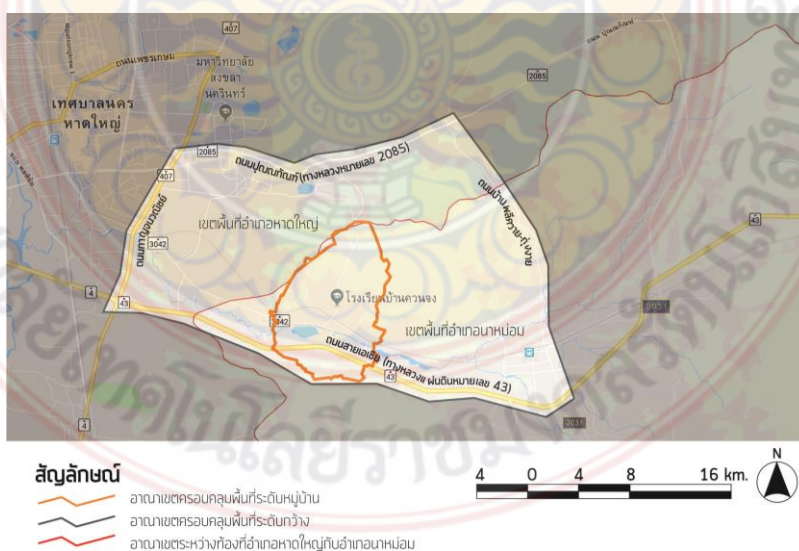 407
ถนนเพชรเกษม
มหาวิทยาลัย
สงขลา
นครินทร์
เทศบาลนคร
หาดใหญ่
2085
2085
ถนนปุณณกัณฑ์ (ทางหลวงหมายเลข 2085)
407
ถนนกาญจนวณิชย์
เขตพื้นที่อำเภอหาดใหญ่
3042
43
4
43
โรงเรียนบ้านควนจง
3042
เขตพื้นที่อำเภอนาหม่อม
2031
ถนนสายเอเชีย (ทางหลวงแผ่นดินหมายเลข 43)
43
4
2031
สัญลักษณ์
อาณาเขตครอบคลุมพื้นที่ระดับหมู่บ้าน
อาณาเขตครอบคลุมพื้นที่ระดับกว้าง
อาณาเขตระหว่างท้องที่อำเภอหาดใหญ่กับอำเภอนาหม่อม
4 0 4 8 16 km.
N